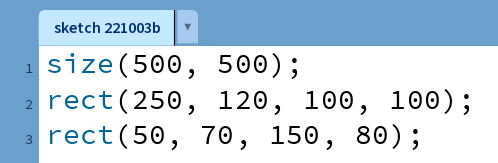 sketch 221003b ▼
1 size(500, 500);
2 rect(250, 120, 100, 100);
3 rect(50, 70, 150, 80);